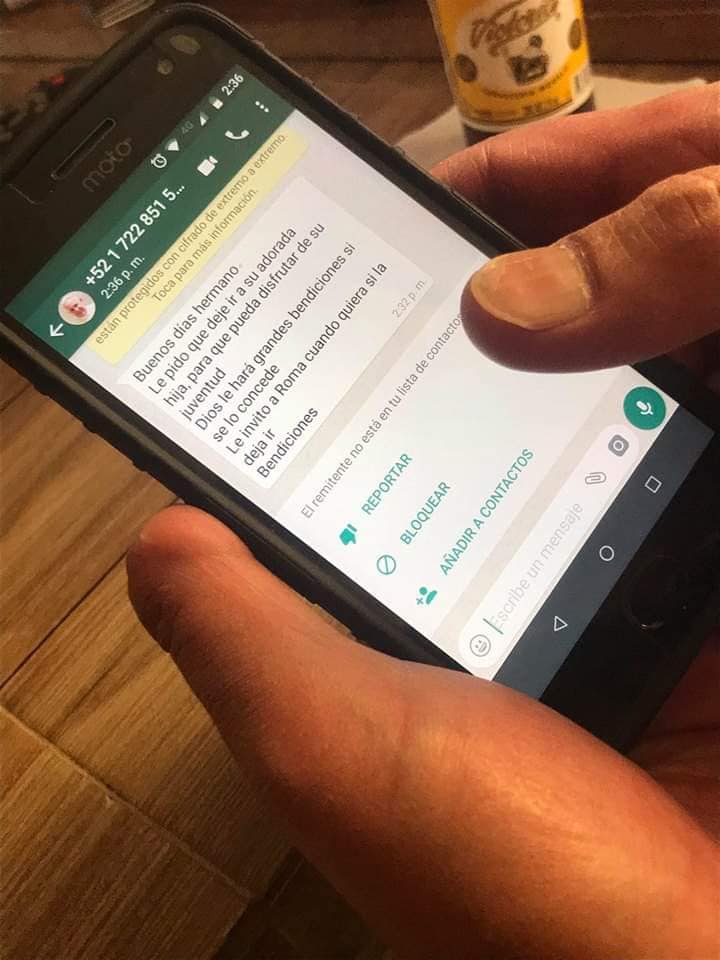 Victoria
moto
4G 2:36
+52 1 722 851 5...
2:36 p. m.
están protegidos con cifrado de extremo a extremo.
Toca para más información.
Buenos días hermano.
Le pido que deje ir a su adorada
hija, para que pueda disfrutar de su
juventud
Dios le hará grandes bendiciones si
se lo concede
Le invito a Roma cuando quiera si la
deja ir
Bendiciones
2:32 p. m.
El remitente no está en tu lista de contactos
REPORTAR
BLOQUEAR
AÑADIR A CONTACTOS
Escribe un mensaje